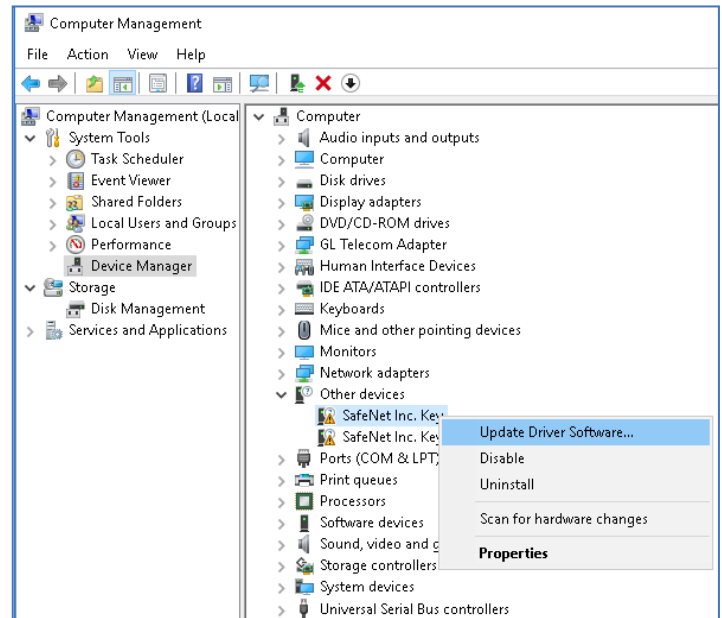 Computer Management
File Action View Help
Computer Management (Local
System Tools
Task Scheduler
Event Viewer
Shared Folders
Local Users and Groups
Performance
Device Manager
Storage
Disk Management
Services and Applications
Computer
Audio inputs and outputs
Computer
Disk drives
Display adapters
DVD/CD-ROM drives
GL Telecom Adapter
Human Interface Devices
IDE ATA/ATAPI controllers
Keyboards
Mice and other pointing devices
Monitors
Network adapters
Other devices
SafeNet Inc. Key
SafeNet Inc. Key
Ports (COM & LPT)
Print queues
Processors
Software devices
Sound, video and g
Storage controllers
System devices
Universal Serial Bus controllers
Update Driver Software...
Disable
Uninstall
Scan for hardware changes
Properties